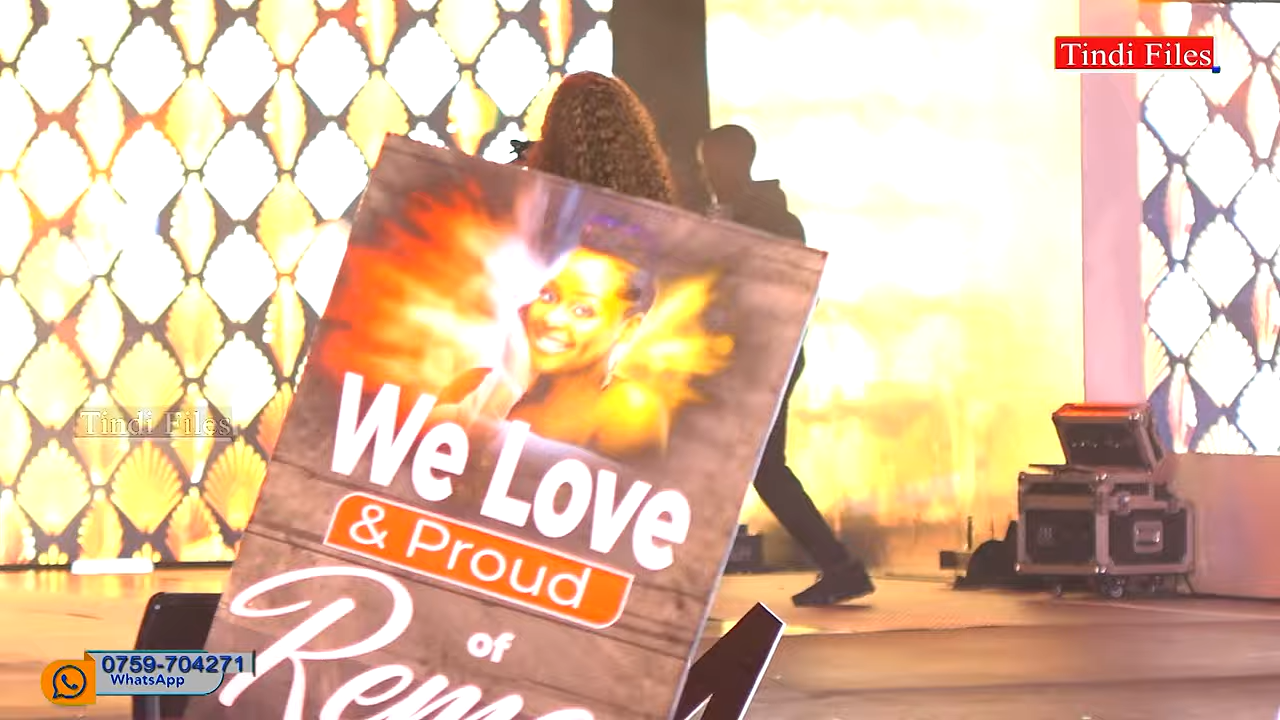 Tindi Files
We Love
& Proud
of
Tindi Files
0759-704271
WhatsApp